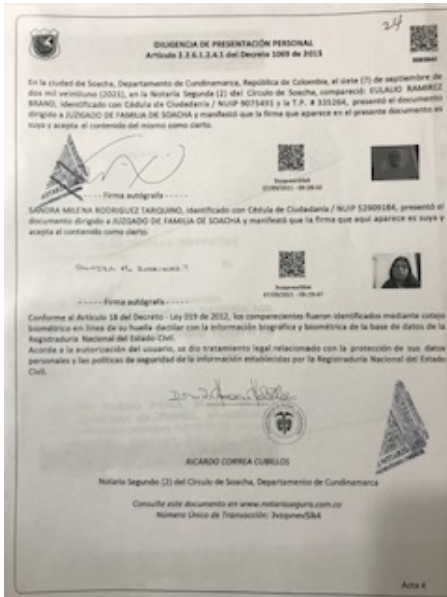 24
DILIGENCIA DE PRESENTACIÓN PERSONAL
Artículo 2.2.6.1.2.4.1 del Decreto 1069 de 2015
En la ciudad de Soacha, Departamento de Cundinamarca, República de Colombia, el siete (7) de septiembre de
dos mil veintiuno (2021), en la Notaría Segunda (2) del Círculo de Soacha, compareció: EULALIO RAMIREZ
BRAND, identificado con Cédula de Ciudadanía / NUIP 9075491 y la T.P. # 335264, presentó el documento
dirigido a JUZGADO DE FAMILIA DE SOACHA y manifestó que la firma que aparece en el presente documento es
suya y acepta el contenido del mismo como cierto.
----- Firma autógrafa -----
SANDRA MILENA RODRIGUEZ TARQUINO, identificado con Cédula de Ciudadanía / NUIP 52909184, presentó el
documento dirigido a JUZGADO DE FAMILIA DE SOACHA y manifestó que la firma que aquí aparece es suya y
acepta el contenido como cierto.
----- Firma autógrafa -----
Conforme al Artículo 18 del Decreto - Ley 019 de 2012, los comparecientes fueron identificados mediante cotejo
biométrico en línea de su huella dactilar con la información biográfica y biométrica de la base de datos de la
Registraduría Nacional del Estado Civil.
Acorde a la autorización del usuario, se dio tratamiento legal relacionado con la protección de sus datos
personales y las políticas de seguridad de la información establecidas por la Registraduría Nacional del Estado
Civil.
RICARDO CORREA CUBILLOS
Notario Segundo (2) del Círculo de Soacha, Departamento de Cundinamarca
Consulte este documento en www.notariasegura.com.co
Número Único de Transacción:
Acta 4